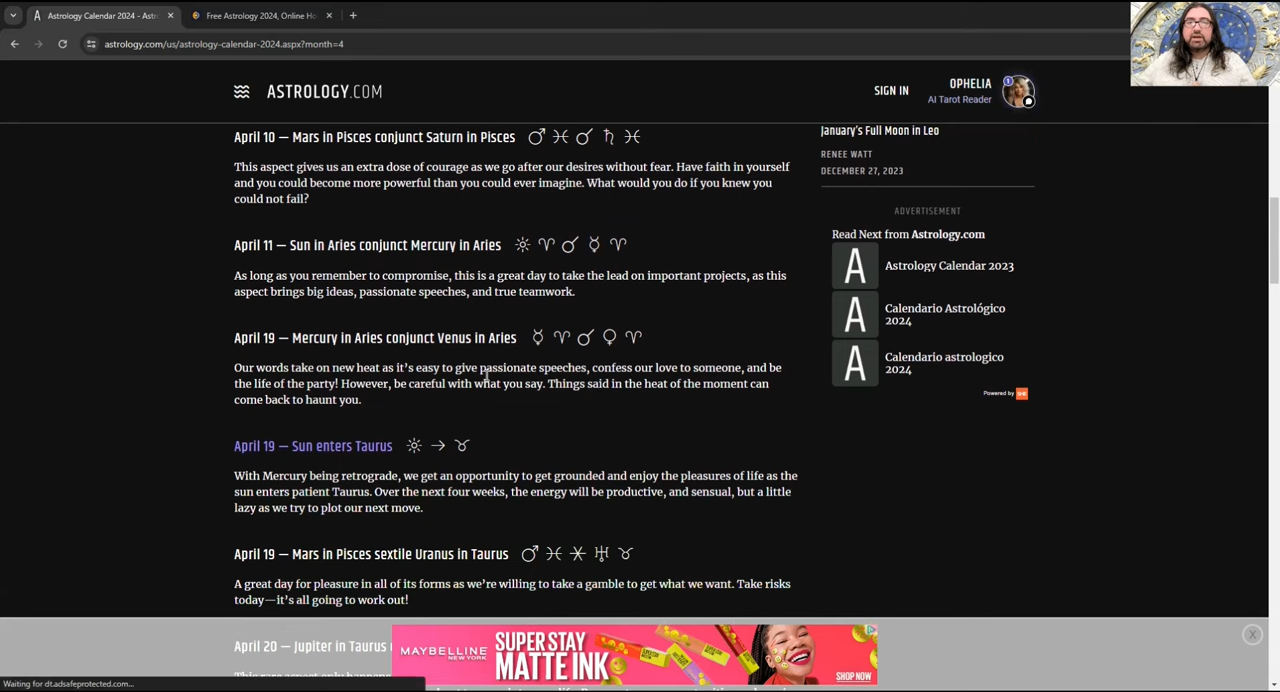 Astrology Calendar 2024 - Astr
Free Astrology 2024, Online Ho
astrology.com/us/astrology-calendar-2024.aspx?month=4
ASTROLOGY.COM
SIGN IN
OPHELIA
AI Tarot Reader
1
April 10 — Mars in Pisces conjunct Saturn in Pisces ♂ ♓ ☌ ♄ ♓
This aspect gives us an extra dose of courage as we go after our desires without fear. Have faith in yourself
and you could become more powerful than you could ever imagine. What would you do if you knew you
could not fail?
April 11 — Sun in Aries conjunct Mercury in Aries ☼ ♈ ☌ ☿ ♈
As long as you remember to compromise, this is a great day to take the lead on important projects, as this
aspect brings big ideas, passionate speeches, and true teamwork.
April 19 — Mercury in Aries conjunct Venus in Aries ☿ ♈ ☌ ♀ ♈
Our words take on new heat as it’s easy to give passionate speeches, confess our love to someone, and be
the life of the party! However, be careful with what you say. Things said in the heat of the moment can
come back to haunt you.
April 19 — Sun enters Taurus ☼ → ♉
With Mercury being retrograde, we get an opportunity to get grounded and enjoy the pleasures of life as the
sun enters patient Taurus. Over the next four weeks, the energy will be productive, and sensual, but a little
lazy as we try to plot our next move.
April 19 — Mars in Pisces sextile Uranus in Taurus ♂ ♓ ⚹ ♅ ♉
A great day for pleasure in all of its forms as we’re willing to take a gamble to get what we want. Take risks
today—it’s all going to work out!
April 20 — Jupiter in Taurus
January's Full Moon in Leo
RENEE WATT
DECEMBER 27, 2023
ADVERTISEMENT
Read Next from Astrology.com
A
Astrology Calendar 2023
A
Calendario Astrológico
2024
A
Calendario astrologico
2024
Powered by
MAYBELLINE
NEW YORK
SUPER STAY
MATTE INK
SHOP NOW
X
Waiting for dt.adsafeprotected.com...